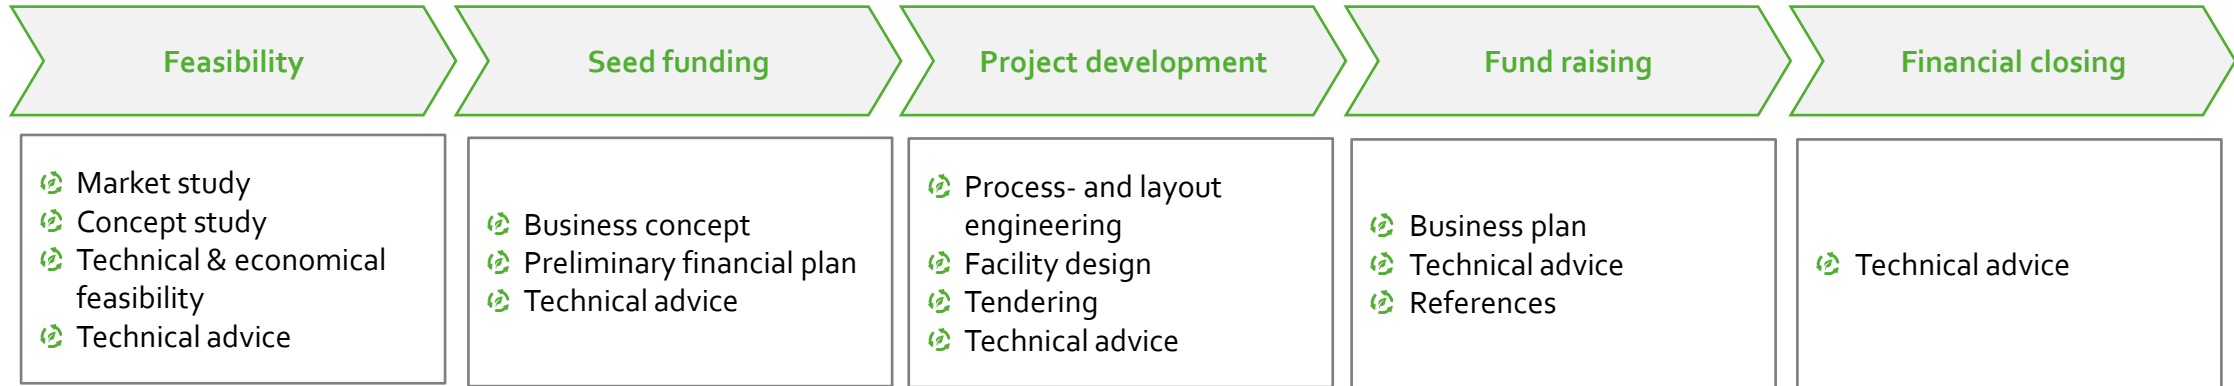 Feasibility
Market study
Concept study
Technical & economical
feasibility
Technical advice
Seed funding
Business concept
Preliminary financial plan
Technical advice
Project development
Process- and layout
engineering
Facility design
Tendering
Technical advice
Fund raising
Business plan
Technical advice
References
Financial closing
Technical advice